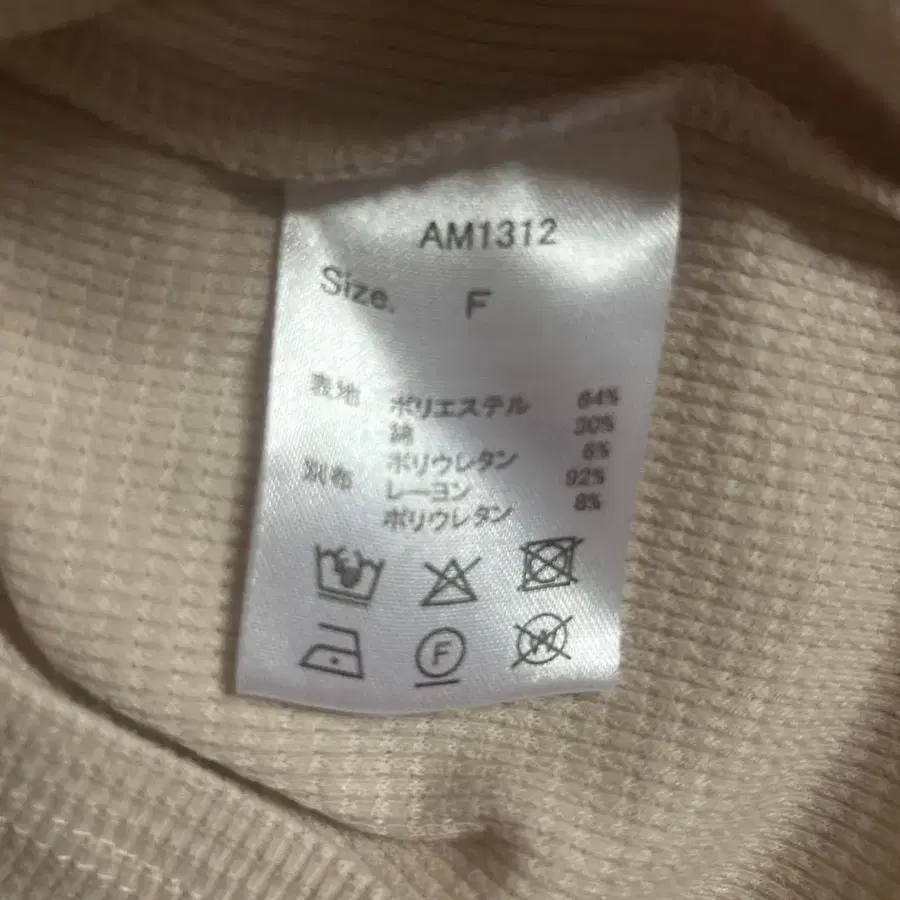 AM1312
Size. F
表地 ポリエステル 64%
綿 30%
ポリウレタン 6%
別布 レーヨン 92%
ポリウレタン 8%
F W